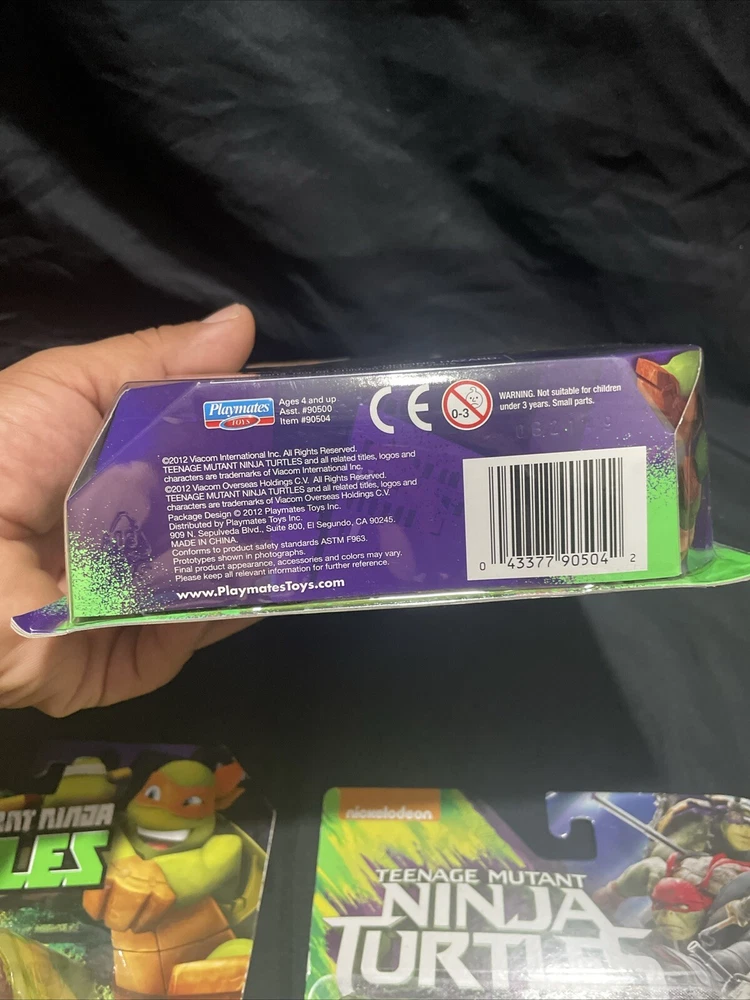 Playmates
TOYS
Ages 4 and up
Asst. #90500
Item #90504
CE
0-3
WARNING. Not suitable for children
under 3 years. Small parts.
©2012 Viacom International Inc. All Rights Reserved.
TEENAGE MUTANT NINJA TURTLES and all related titles, logos and
characters are trademarks of Viacom International Inc.
©2012 Viacom Overseas Holdings C.V. All Rights Reserved.
TEENAGE MUTANT NINJA TURTLES and all related titles, logos and
characters are trademarks of Viacom Overseas Holdings C.V.
Package Design © 2012 Playmates Toys Inc.
Distributed by Playmates Toys Inc.
909 N. Sepulveda Blvd., Suite 800, El Segundo, CA 90245.
MADE IN CHINA.
Conforms to product safety standards ASTM F963.
Prototypes shown in photographs.
Final product appearance, accessories and colors may vary.
Please keep all relevant information for further reference.
www.PlaymatesToys.com
0 43377 90504 2
ANT NINJA
LES
nickelodeon
TEENAGE MUTANT
NINJA
TURTLES